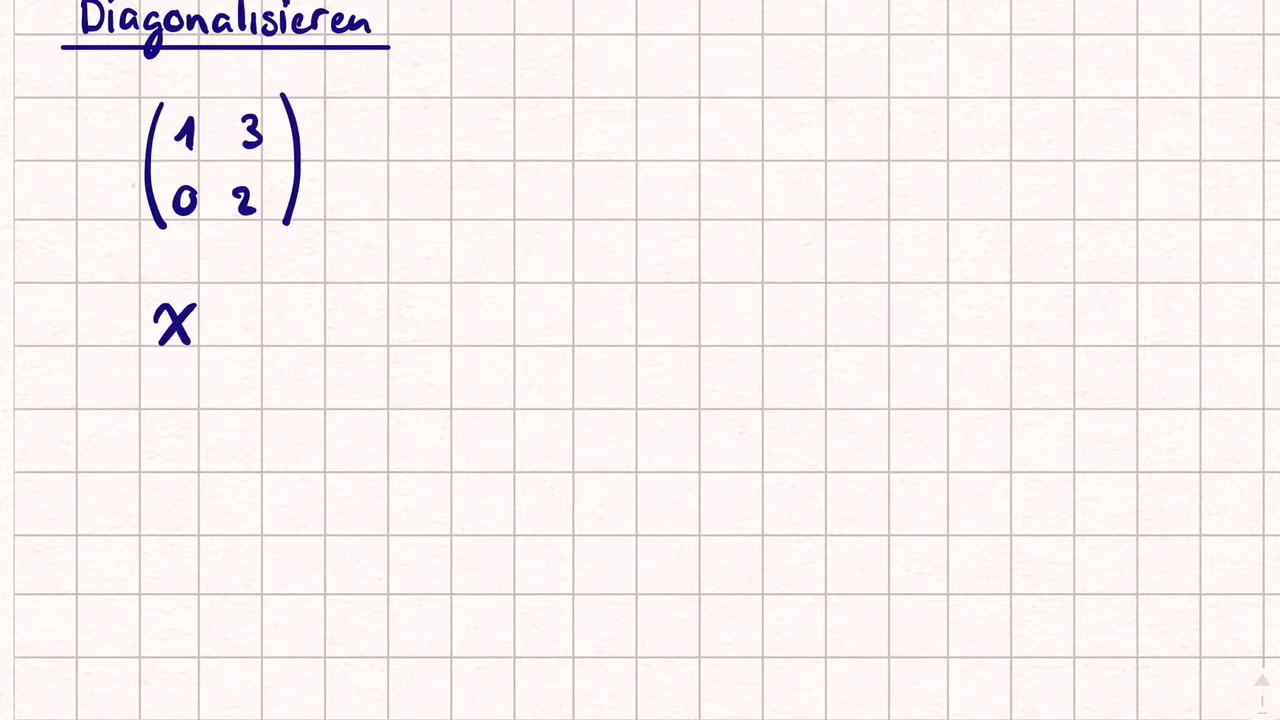 Diagonalisieren
( 1 3 )
( 0 2 )
χ